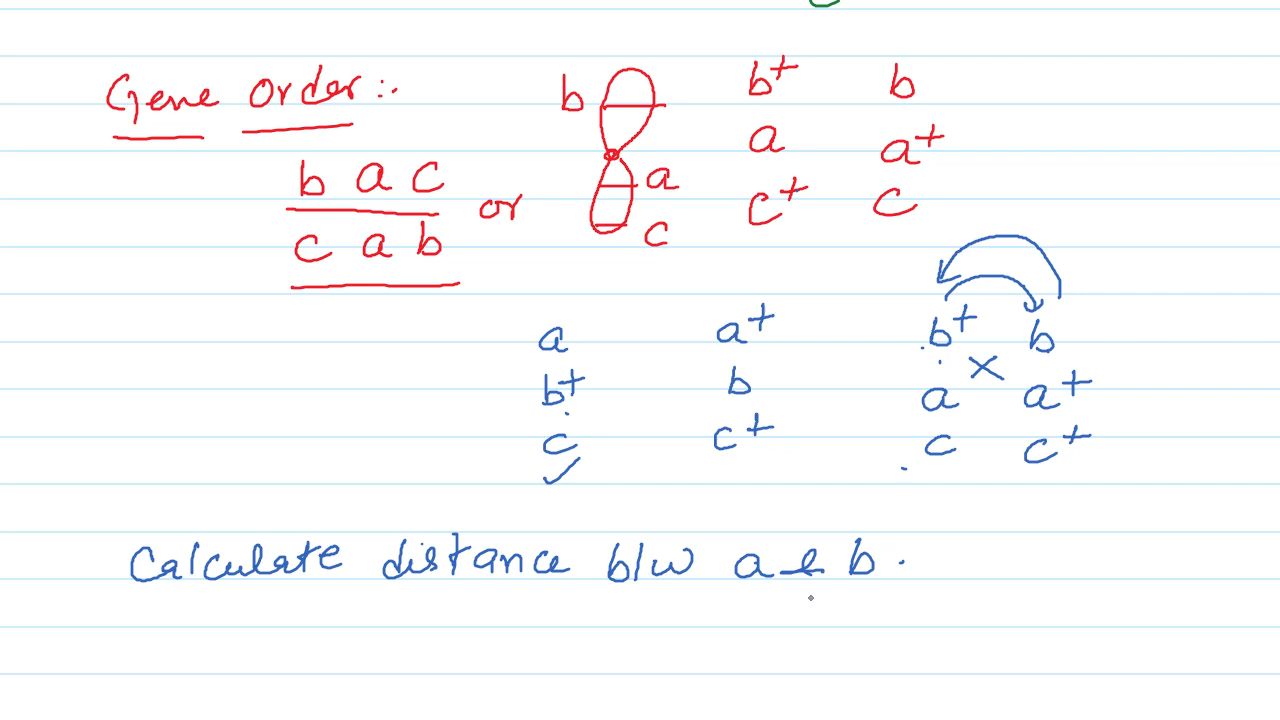 Gene Order :-
b a c
c a b
or
b
a
c
b+ b
a a+
c+ c
a a+ b+ b
b+ b a × a+
c c+ c c+
Calculate distance b/w a & b.